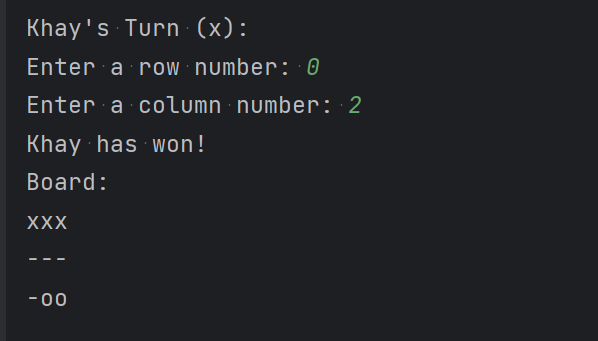 Khay's Turn (x):
Enter a row number: 0
Enter a column number: 2
Khay has won!
Board:
xxx
---
-oo